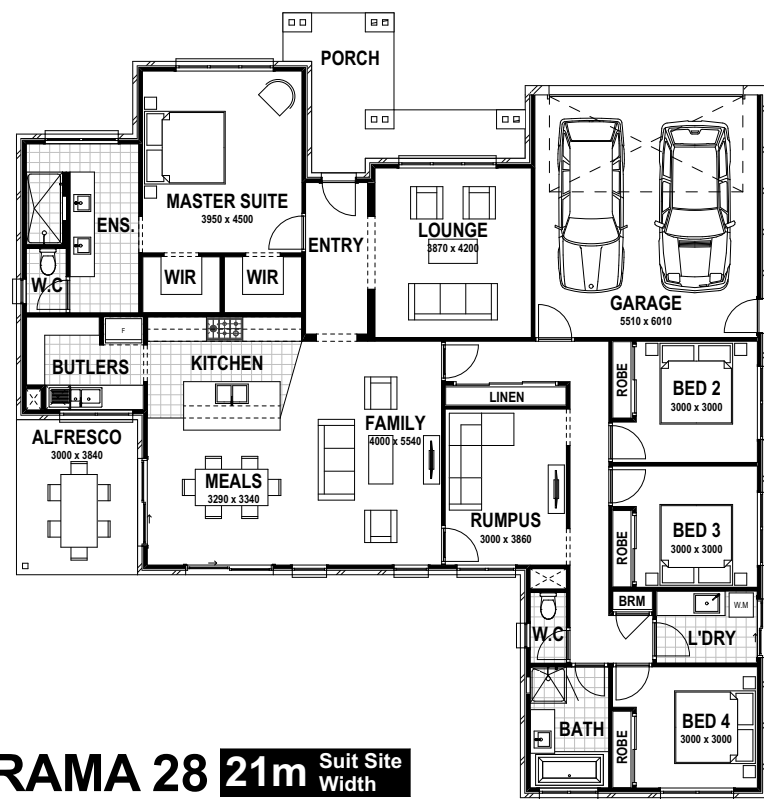 PORCH
MASTER SUITE
3950 x 4500
ENS.
ENTRY
LOUNGE
3870 x 4200
W.C
WIR
WIR
GARAGE
5510 x 6010
F
BUTLERS
KITCHEN
LINEN
ROBE
BED 2
3000 x 3000
ALFRESCO
3000 x 3840
FAMILY
4000 x 5540
MEALS
3290 x 3340
RUMPUS
3000 x 3860
ROBE
BED 3
3000 x 3000
BRM
W.M
W.C
L'DRY
BATH
ROBE
BED 4
3000 x 3000
RAMA 28 21m Suit Site
Width